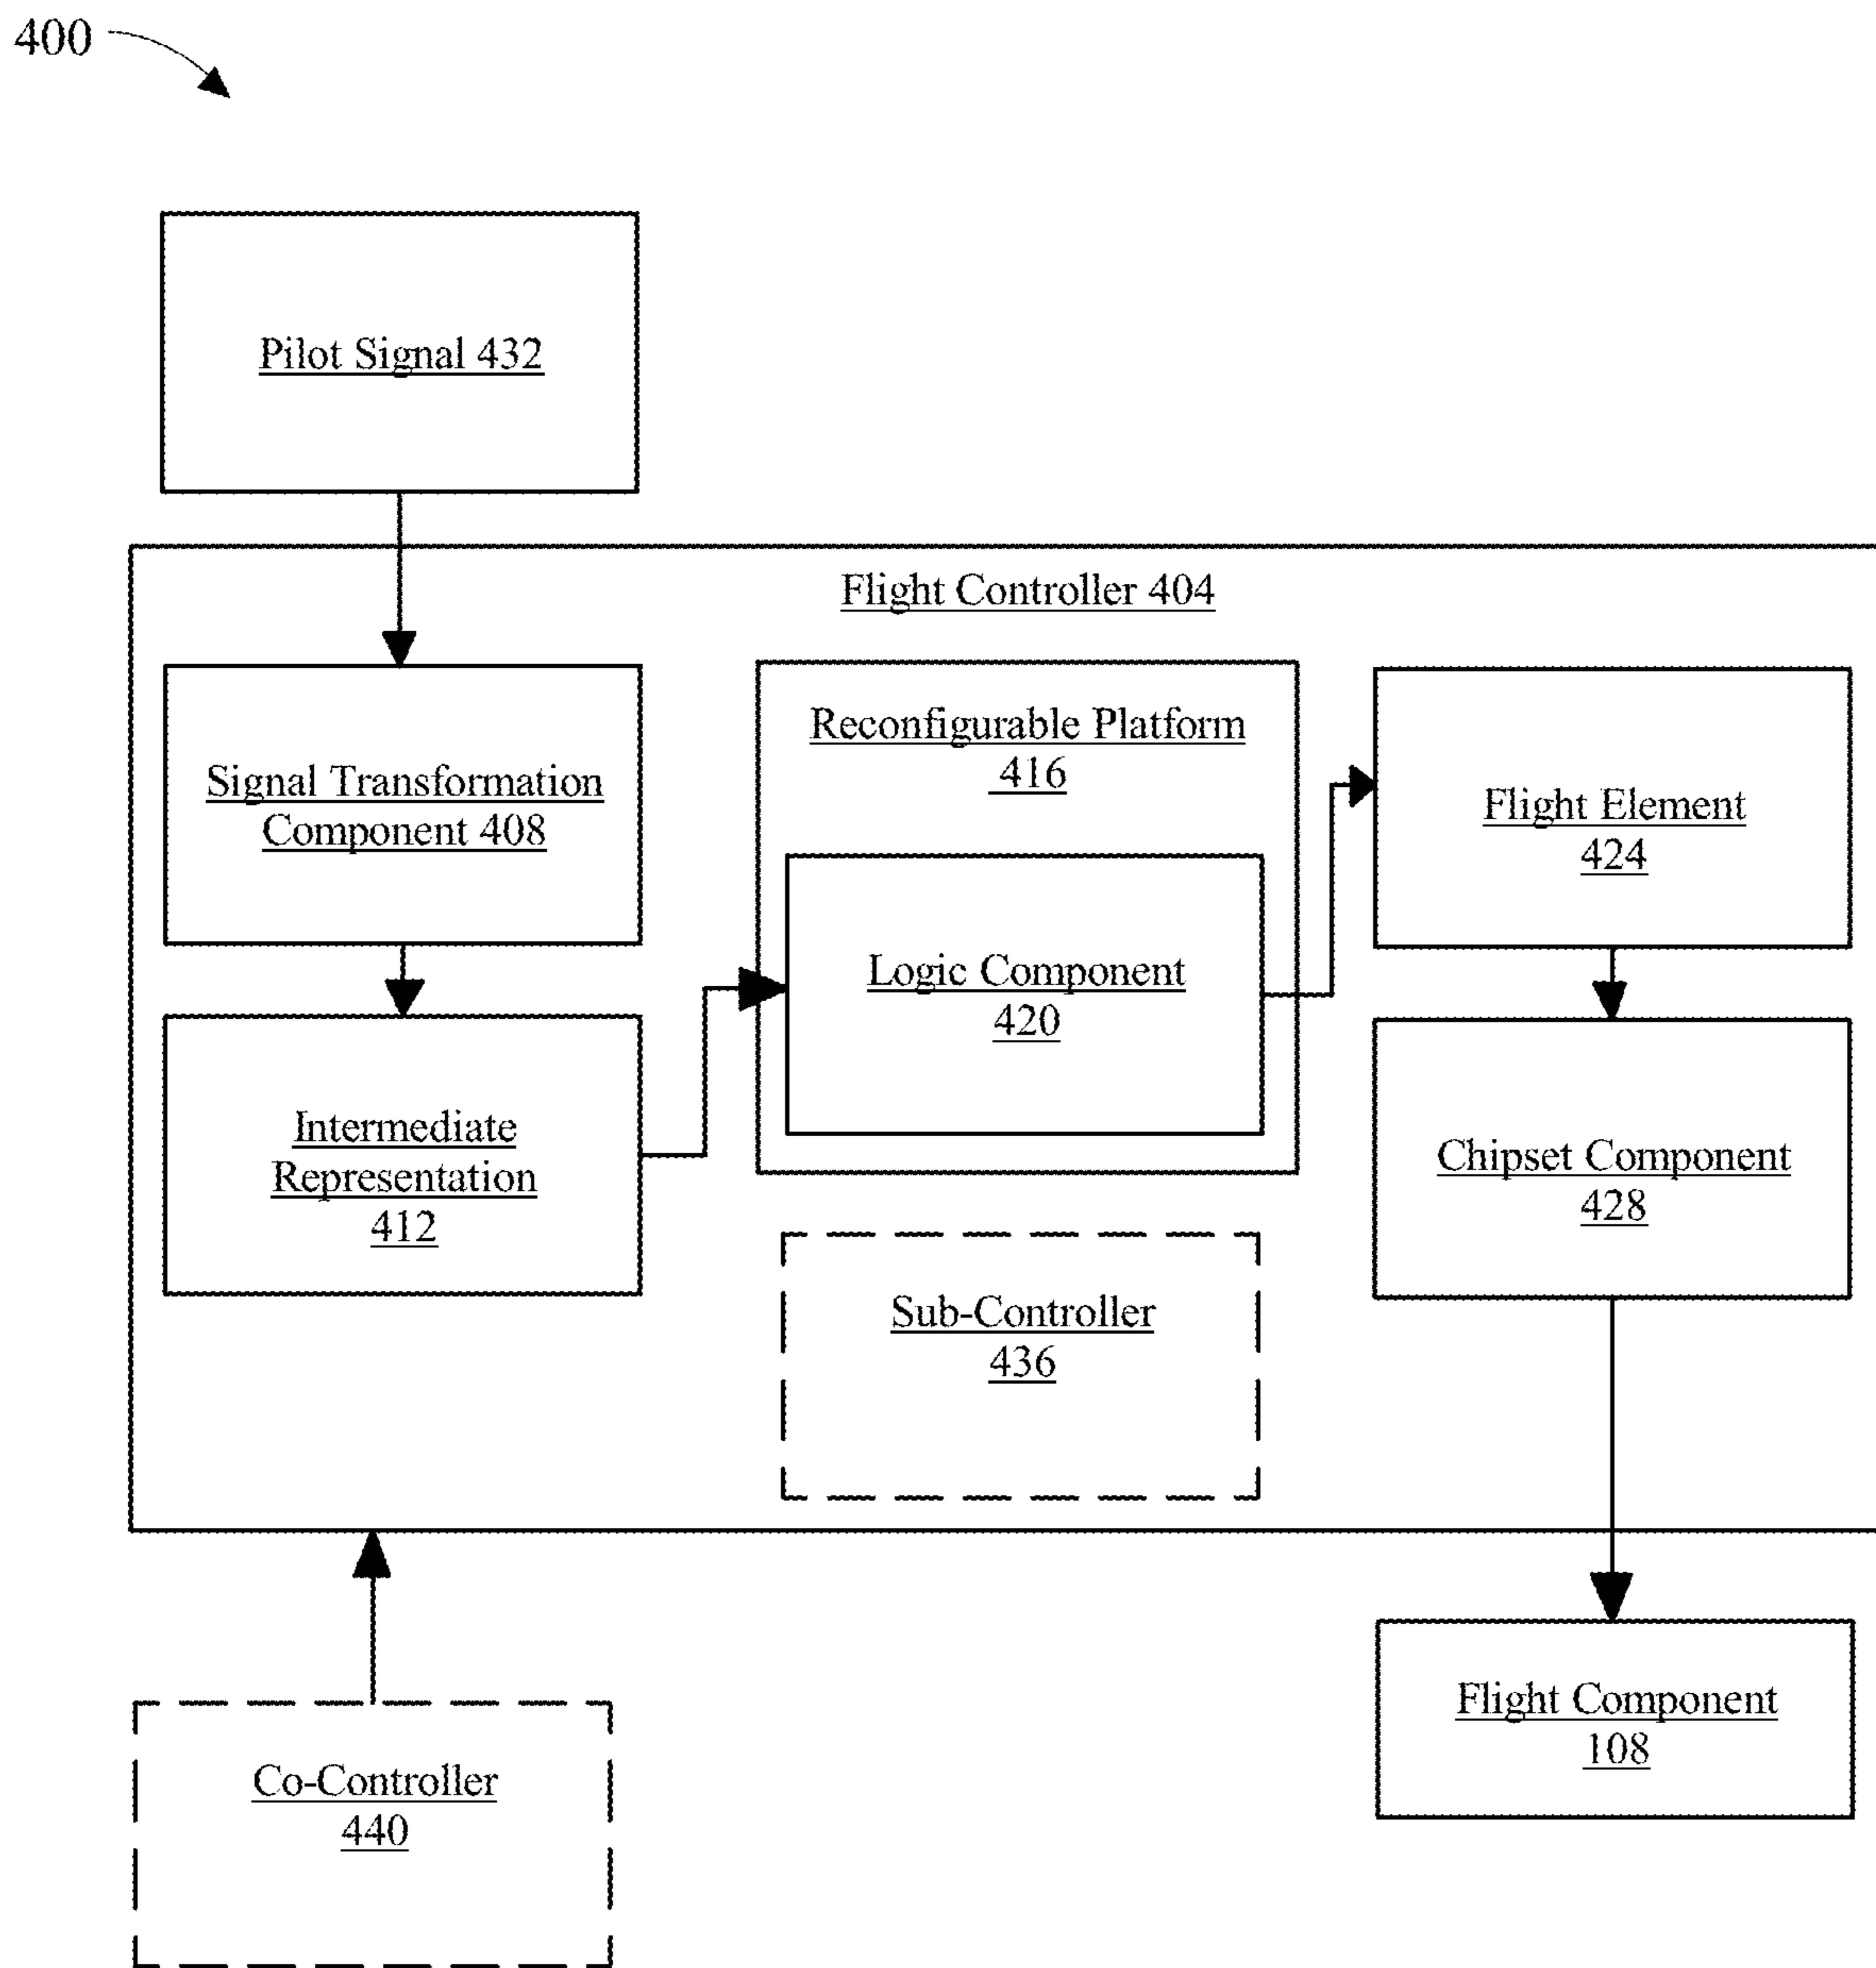 400
Pilot Signal 432
Flight Controller 404
Signal Transformation
Component 408
Reconfigurable Platform
416
Flight Element
424
Logic Component
420
Intermediate
Representation
412
Chipset Component
428
Sub-Controller
436
Flight Component
108
Co-Controller
440